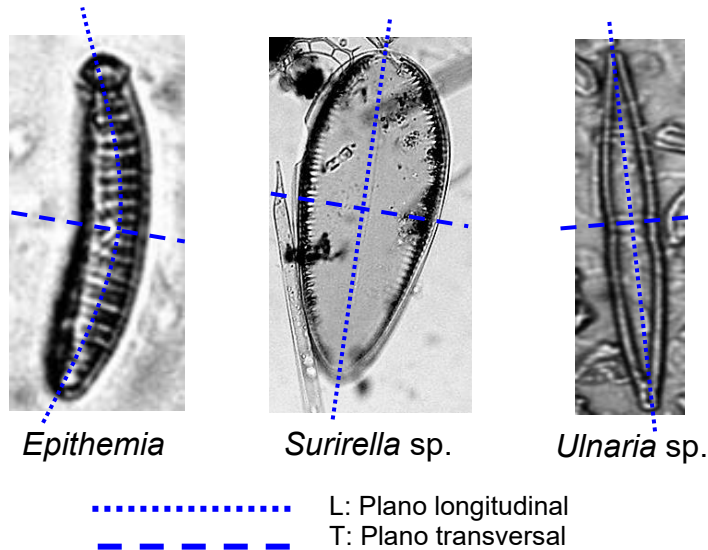 Epithemia
Surirella sp.
Ulnaria sp.
L: Plano longitudinal
T: Plano transversal